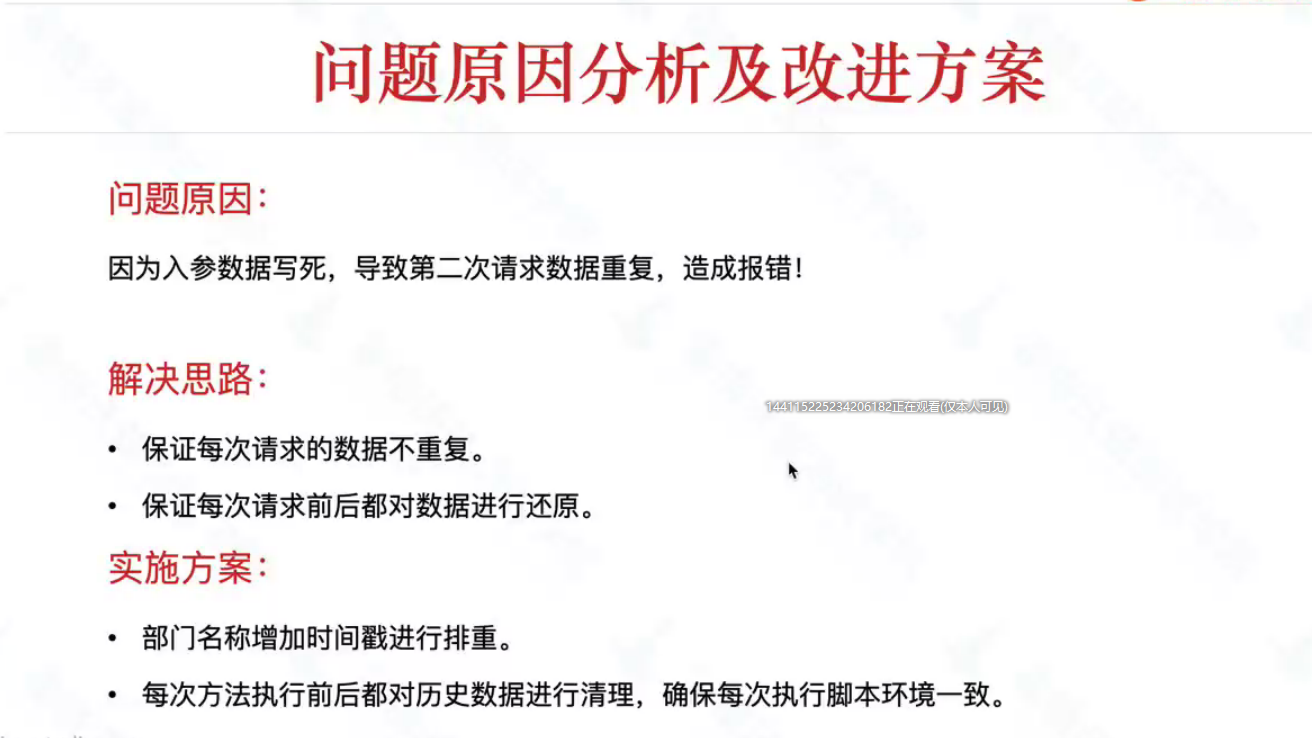 问题原因分析及改进方案
问题原因：
因为入参数据写死，导致第二次请求数据重复，造成报错！
解决思路：
144115225234206182正在观看(仅本人可见)
• 保证每次请求的数据不重复。
• 保证每次请求前后都对数据进行还原。
实施方案：
• 部门名称增加时间戳进行排重。
• 每次方法执行前后都对历史数据进行清理，确保每次执行脚本环境一致。